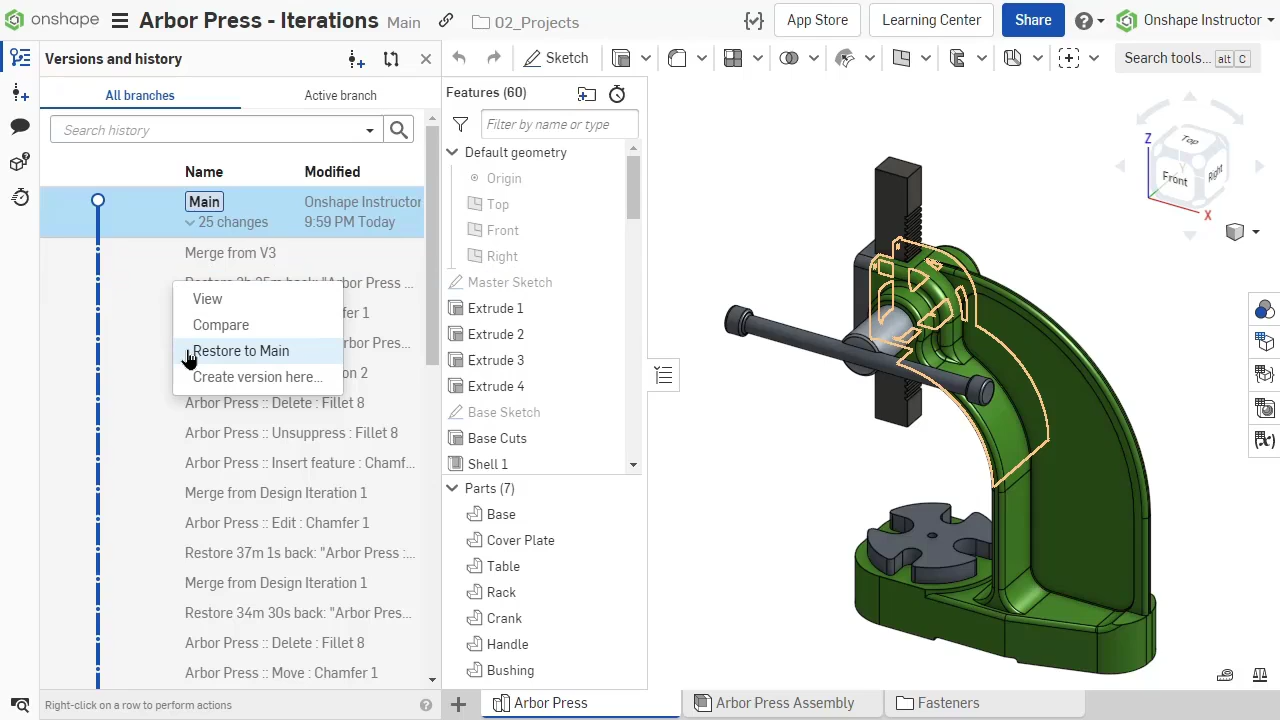 onshape
Arbor Press - Iterations Main
02_Projects
App Store
Learning Center
Share
Onshape Instructor
Versions and history
All branches
Active branch
Search history
Name Modified
Main Onshape Instructor
25 changes 9:59 PM Today
Merge from V3
View
Compare
Restore to Main
Create version here...
Arbor Press :: Delete : Fillet 8
Arbor Press :: Unsuppress : Fillet 8
Arbor Press :: Insert feature : Chamf...
Merge from Design Iteration 1
Arbor Press :: Edit : Chamfer 1
Restore 37m 1s back: "Arbor Press :...
Merge from Design Iteration 1
Restore 34m 30s back: "Arbor Pres...
Arbor Press :: Delete : Fillet 8
Arbor Press :: Move : Chamfer 1
Right-click on a row to perform actions
Sketch
Search tools... alt C
Features (60)
Filter by name or type
Default geometry
Origin
Top
Front
Right
Master Sketch
Extrude 1
Extrude 2
Extrude 3
Extrude 4
Base Sketch
Base Cuts
Shell 1
Parts (7)
Base
Cover Plate
Table
Rack
Crank
Handle
Bushing
Z
Top
Front
Right
X
Arbor Press
Arbor Press Assembly
Fasteners